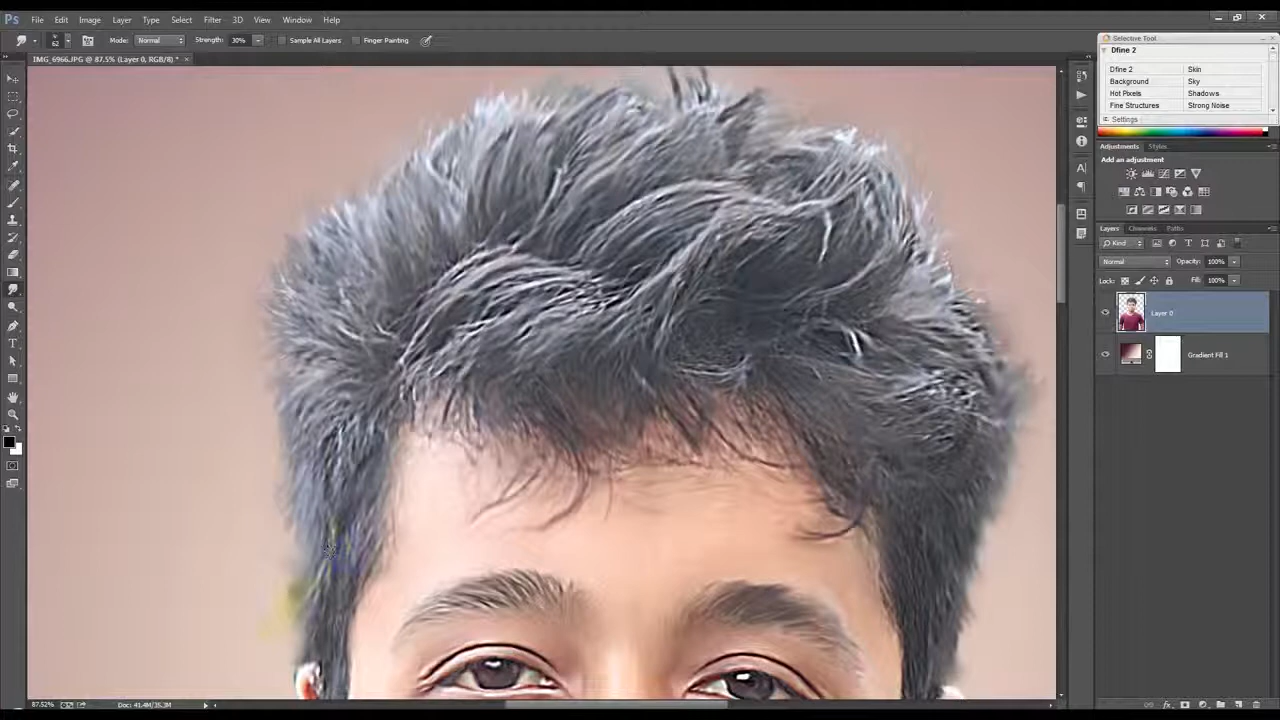 Ps File Edit Image Layer Type Select Filter 3D View Window Help
62 Mode: Normal Strength: 30% Sample All Layers Finger Painting
IMG_6966.JPG @ 87.5% (Layer 0, RGB/8) * ×
Selective Tool
Dfine 2
Dfine 2 Skin
Background Sky
Hot Pixels Shadows
Fine Structures Strong Noise
Settings
Adjustments Styles
Add an adjustment
Layers Channels Paths
Kind
Normal Opacity: 100%
Lock: Fill: 100%
Layer 0
Gradient Fill 1
87.52% Doc: 41.4M/35.3M